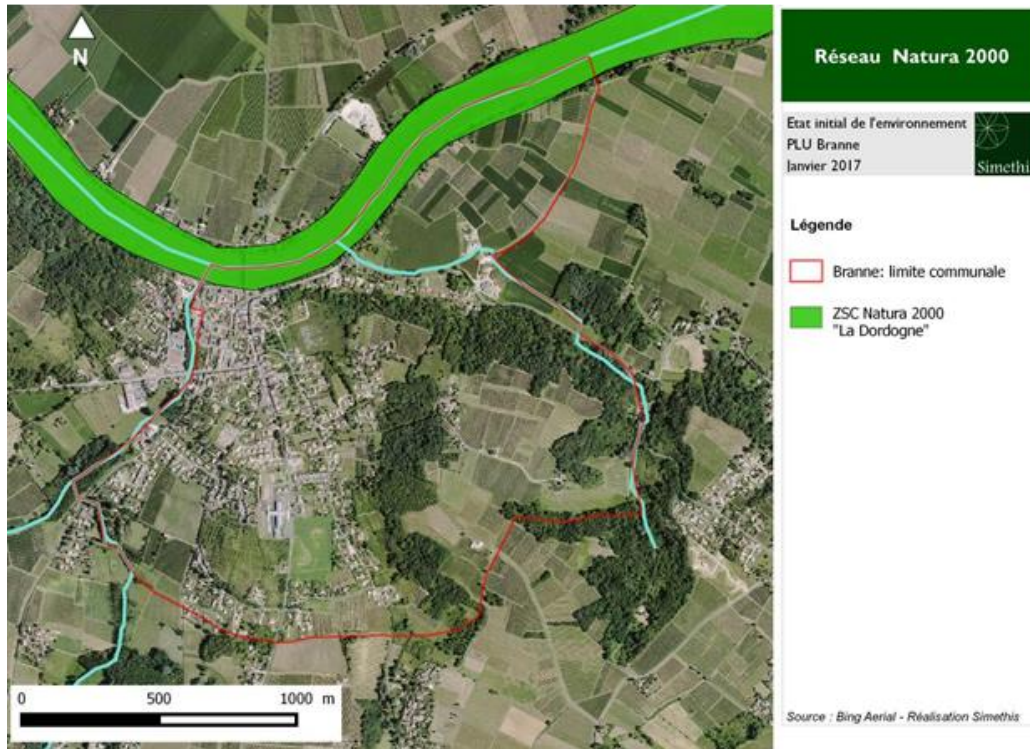 N
Réseau Natura 2000
Etat initial de l'environnement
PLU Branne
Janvier 2017
Simethi
Légende
Branne: limite communale
ZSC Natura 2000
"La Dordogne"
0 500 1000 m
Source : Bing Aerial - Réalisation Simethis